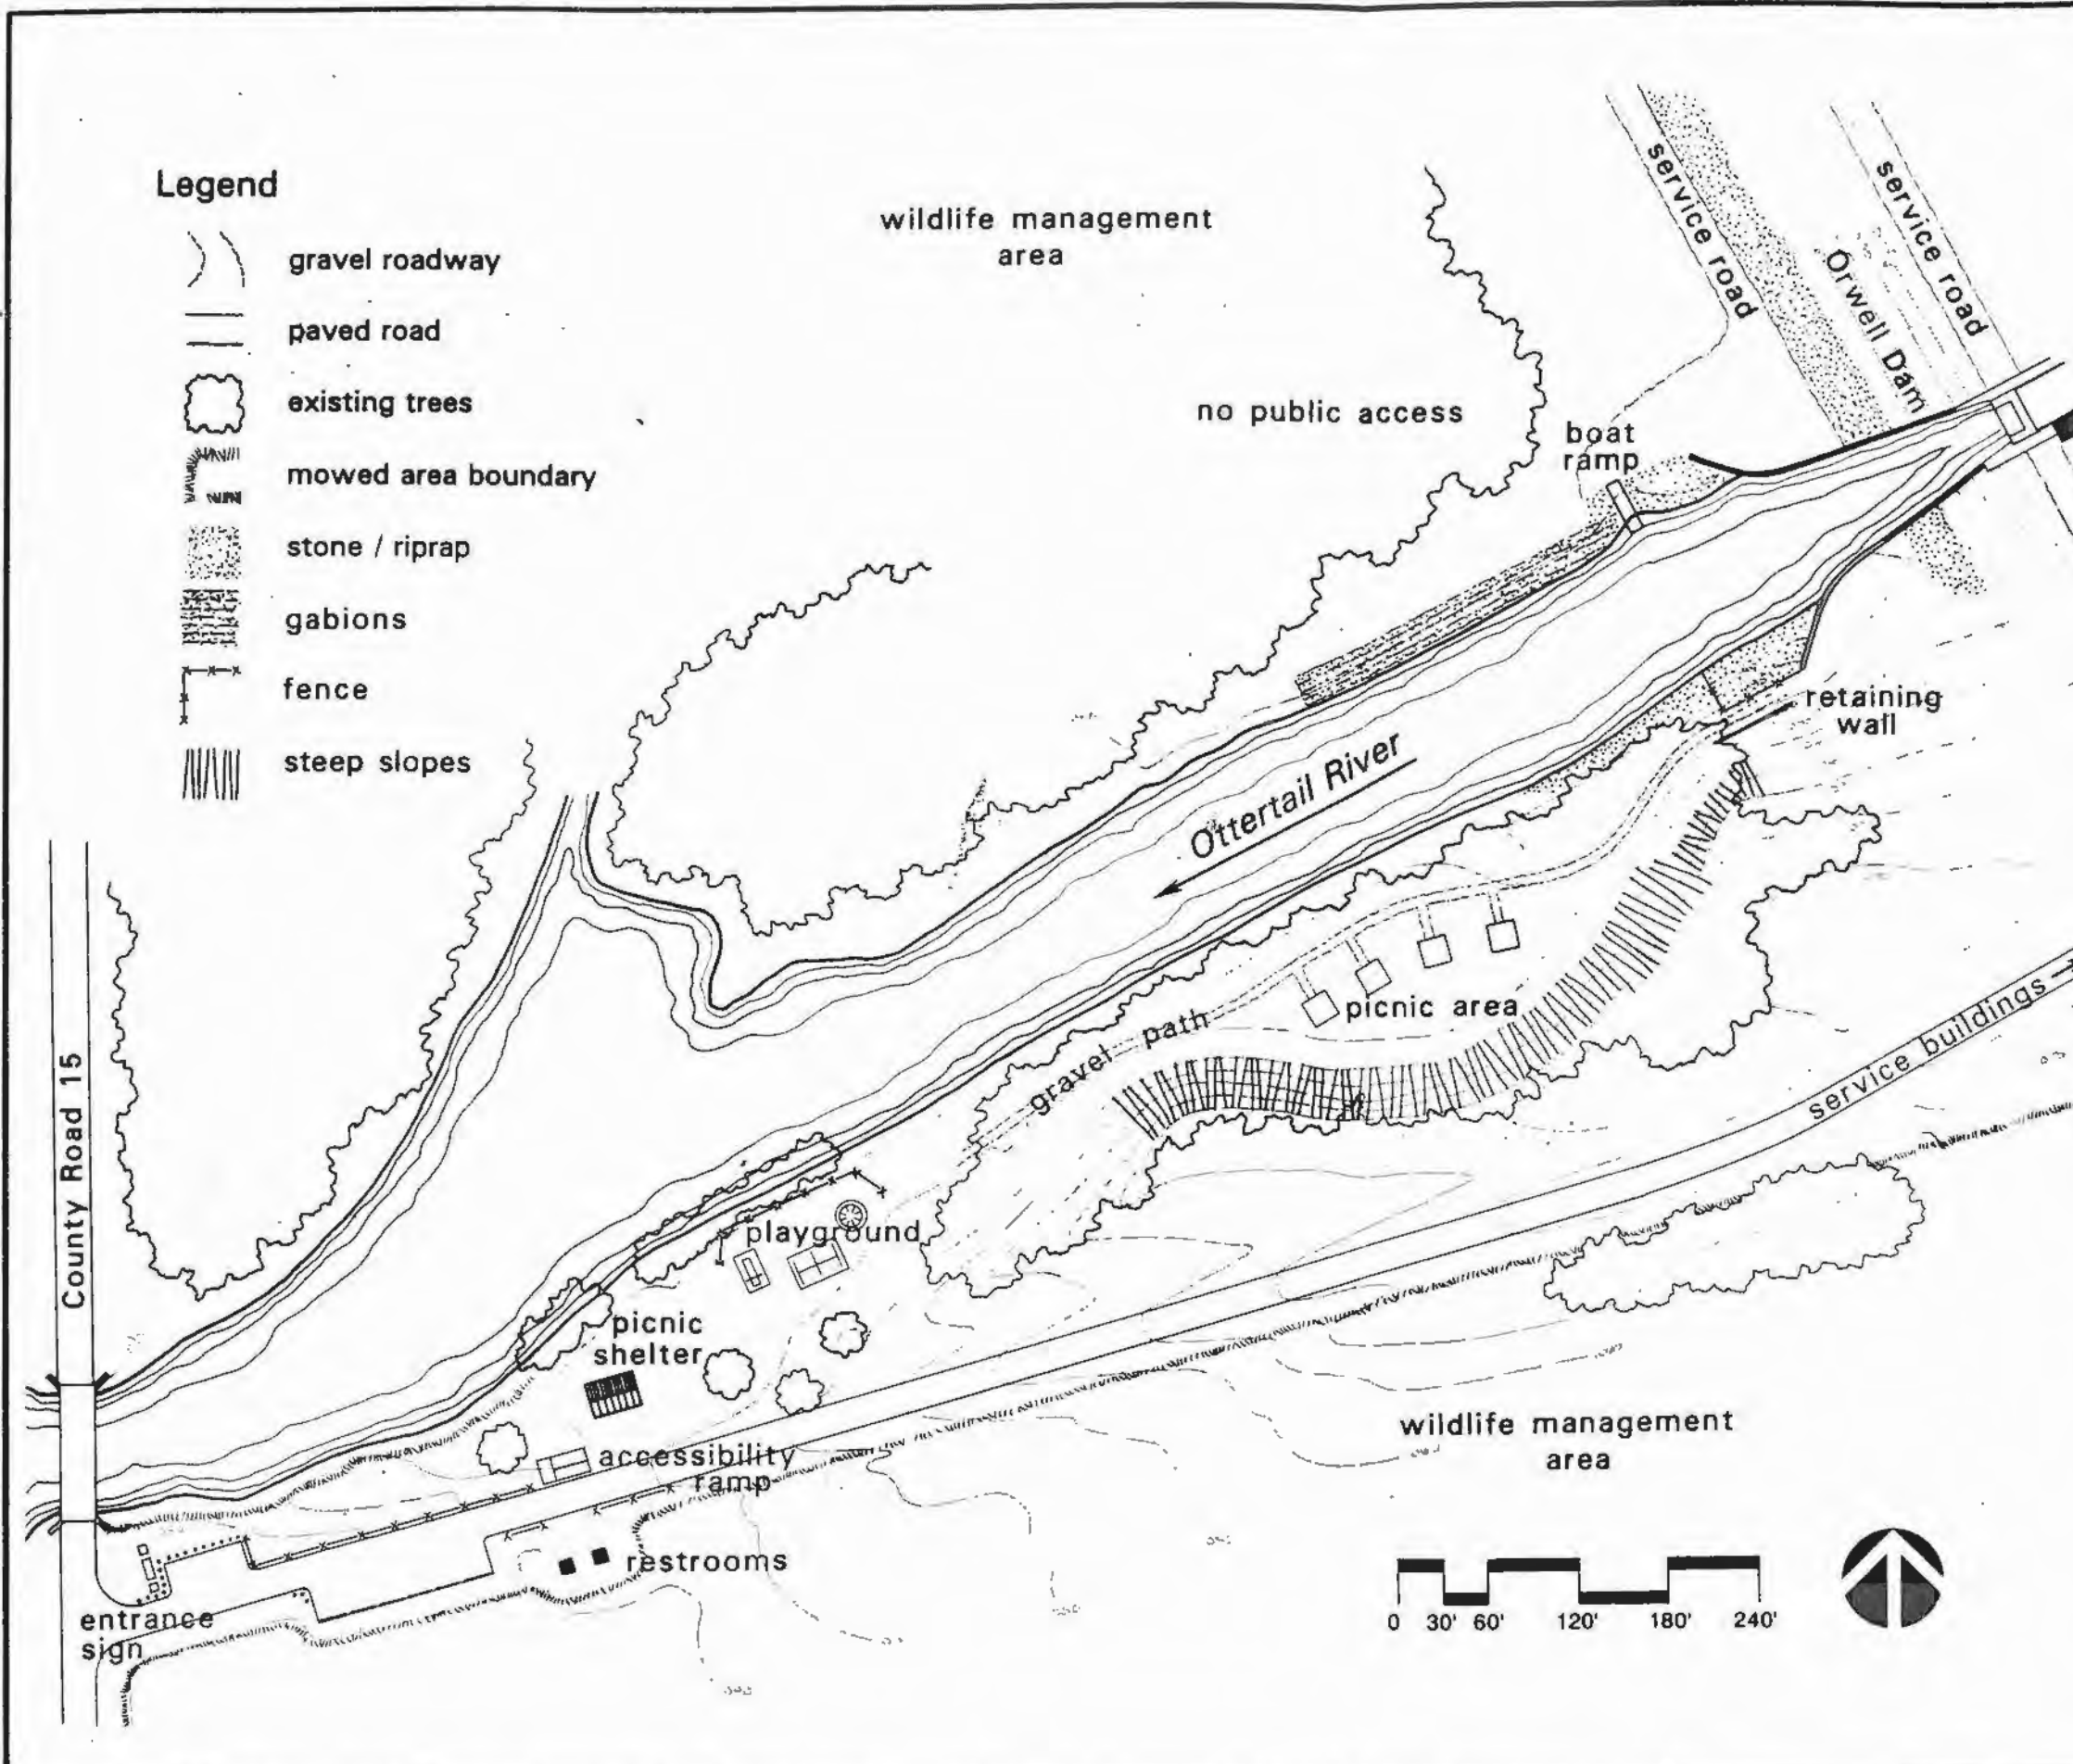 Legend
gravel roadway
paved road
existing trees
mowed area boundary
stone / riprap
gabions
fence
steep slopes
wildlife management
area
no public access
boat
ramp
service road
Orwell Dam
service road
retaining
wall
Ottertail River
picnic area
gravel path
service buildings
County Road 15
playground
picnic
shelter
accessibility
ramp
restrooms
entrance
sign
wildlife management
area
0 30' 60' 120' 180' 240'